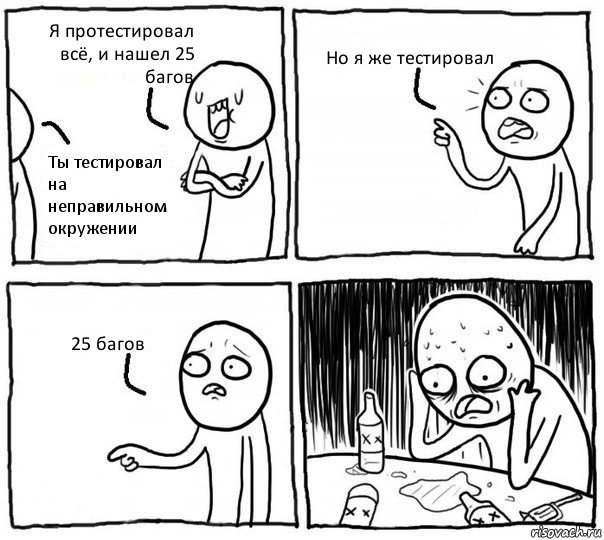 Я протестировал
всё, и нашел 25
багов
Ты тестировал
на
неправильном
окружении
Но я же тестировал
25 багов
x x
x x
x x
risovach.ru